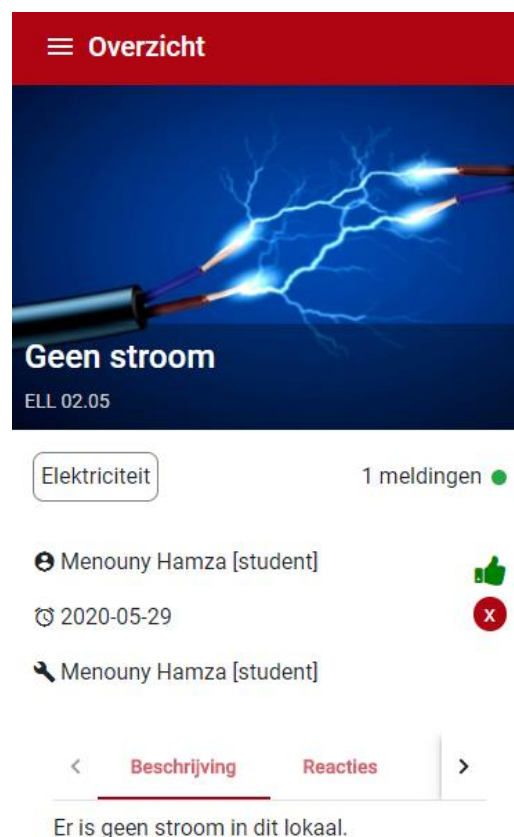 Overzicht
Geen stroom
ELL 02.05
Elektriciteit
1 meldingen
Menouny Hamza [student]
2020-05-29
X
Menouny Hamza [student]
Beschrijving Reacties
Er is geen stroom in dit lokaal.